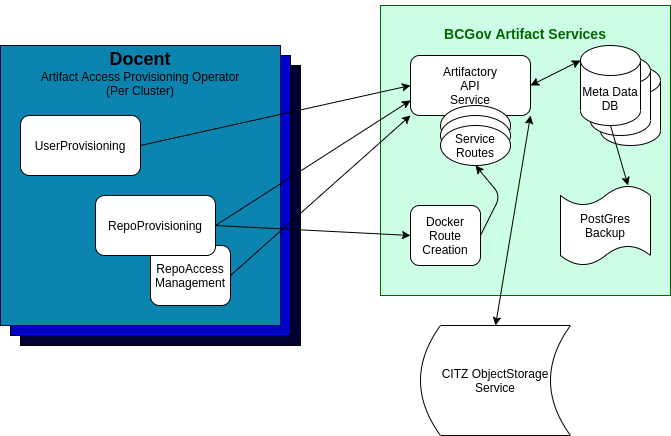 Docent
Artifact Access Provisioning Operator
(Per Cluster)
UserProvisioning
RepoProvisioning
RepoAccess
Management
BCGov Artifact Services
Artifactory
API
Service
Service
Routes
Meta Data
DB
Docker
Route
Creation
PostGres
Backup
CITZ ObjectStorage
Service